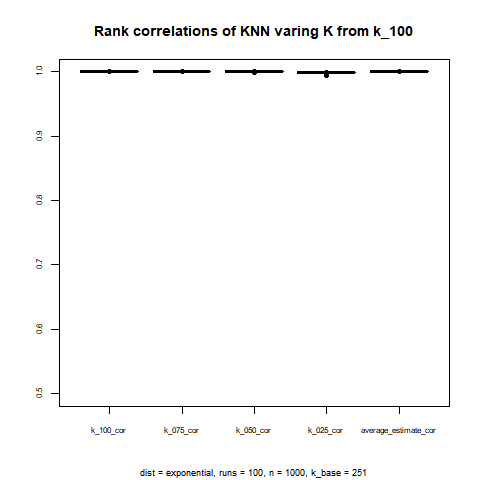 Rank correlations of KNN varing K from k_100
1.0
0.9
0.8
0.7
0.6
0.5
k_100_cor k_075_cor k_050_cor k_025_cor average_estimate_cor
dist = exponential, runs = 100, n = 1000, k_base = 251